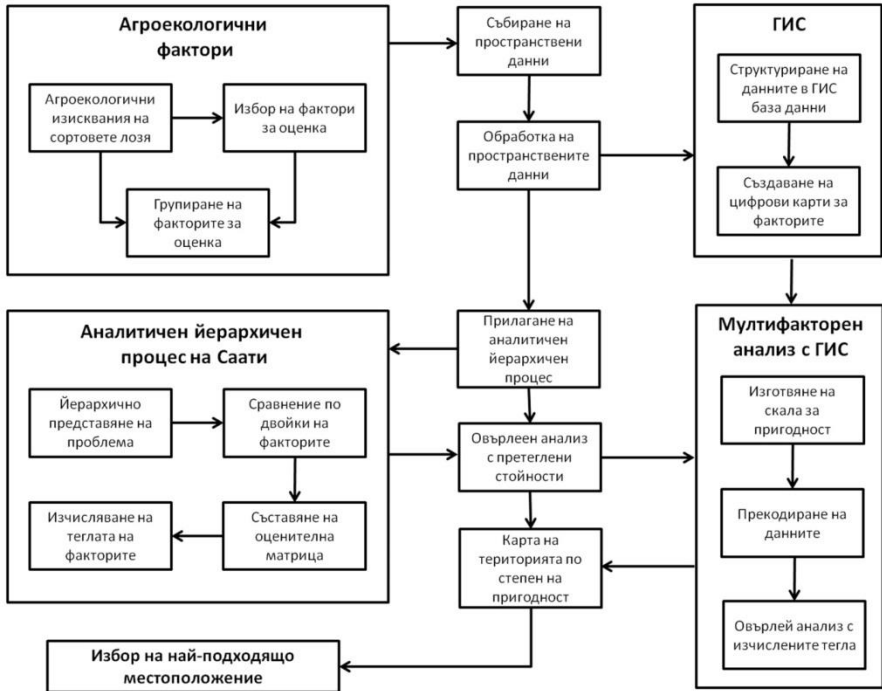 Агроекологични
фактори
Агроекологични
изисквания на
сортовете лозя
Избор на фактори
за оценка
Групиране на
факторите за
оценка
Събиране на
пространствени
данни
Обработка на
пространствените
данни
ГИС
Структуриране на
данните в ГИС
база данни
Създаване на
цифрови карти за
факторите
Аналитичен йерархичен
процес на Саати
Йерархично
представяне на
проблема
Сравнение по
двойки на
факторите
Изчисляване на
теглата на
факторите
Съставяне на
оценителна
матрица
Прилагане на
аналитичен
йерархичен
процес
Овърлеен анализ
с претеглени
стойности
Карта на
територията по
степен на
пригодност
Мултифакторен
анализ с ГИС
Изготвяне на
скала за
пригодност
Прекодиране на
данните
Овърлей анализ с
изчислените тегла
Избор на най-подходящо
местоположение